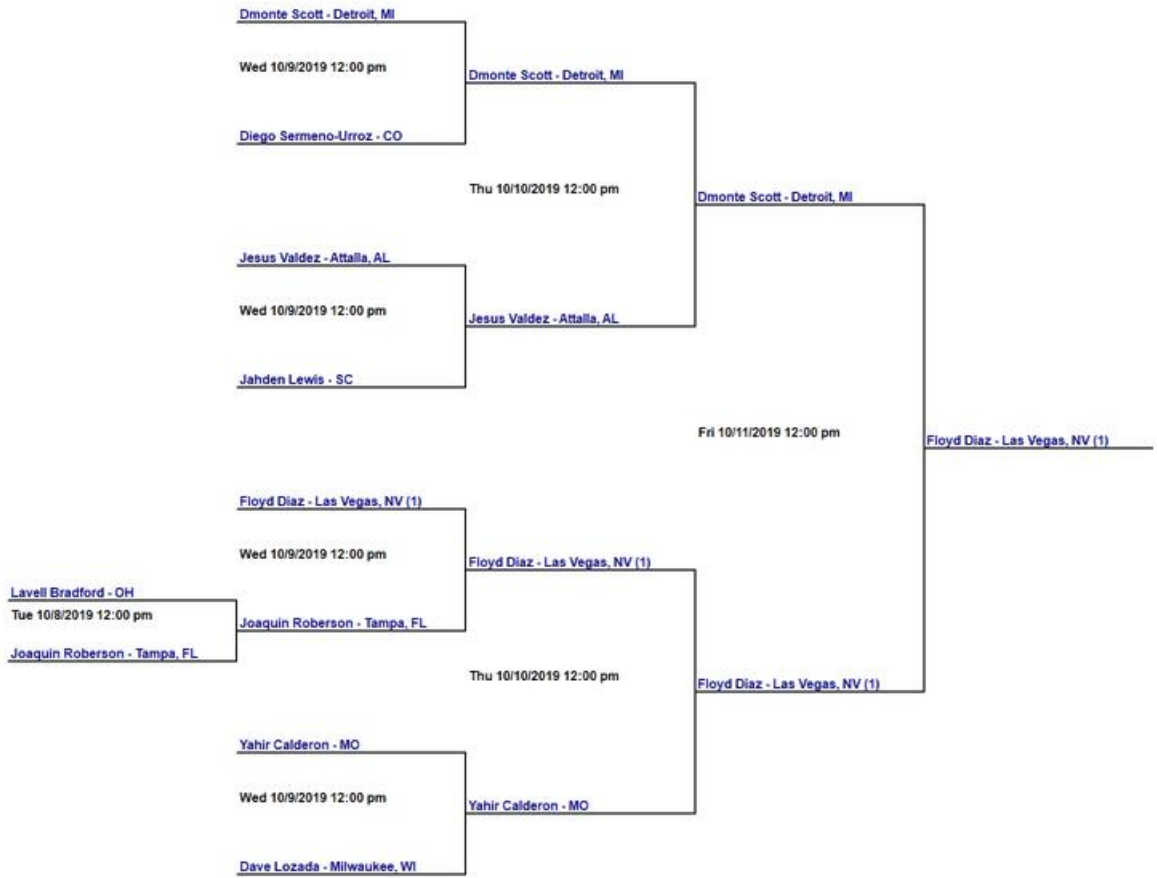 Dmonte Scott - Detroit, MI
Wed 10/9/2019 12:00 pm
Dmonte Scott - Detroit, MI
Diego Sermeno-Urroz - CO
Thu 10/10/2019 12:00 pm
Dmonte Scott - Detroit, MI
Jesus Valdez - Attalla, AL
Wed 10/9/2019 12:00 pm
Jesus Valdez - Attalla, AL
Jahden Lewis - SC
Fri 10/11/2019 12:00 pm
Floyd Diaz - Las Vegas, NV (1)
Floyd Diaz - Las Vegas, NV (1)
Wed 10/9/2019 12:00 pm
Floyd Diaz - Las Vegas, NV (1)
Lavell Bradford - OH
Tue 10/8/2019 12:00 pm
Joaquin Roberson - Tampa, FL
Joaquin Roberson - Tampa, FL
Thu 10/10/2019 12:00 pm
Floyd Diaz - Las Vegas, NV (1)
Yahir Calderon - MO
Wed 10/9/2019 12:00 pm
Yahir Calderon - MO
Dave Lozada - Milwaukee, WI